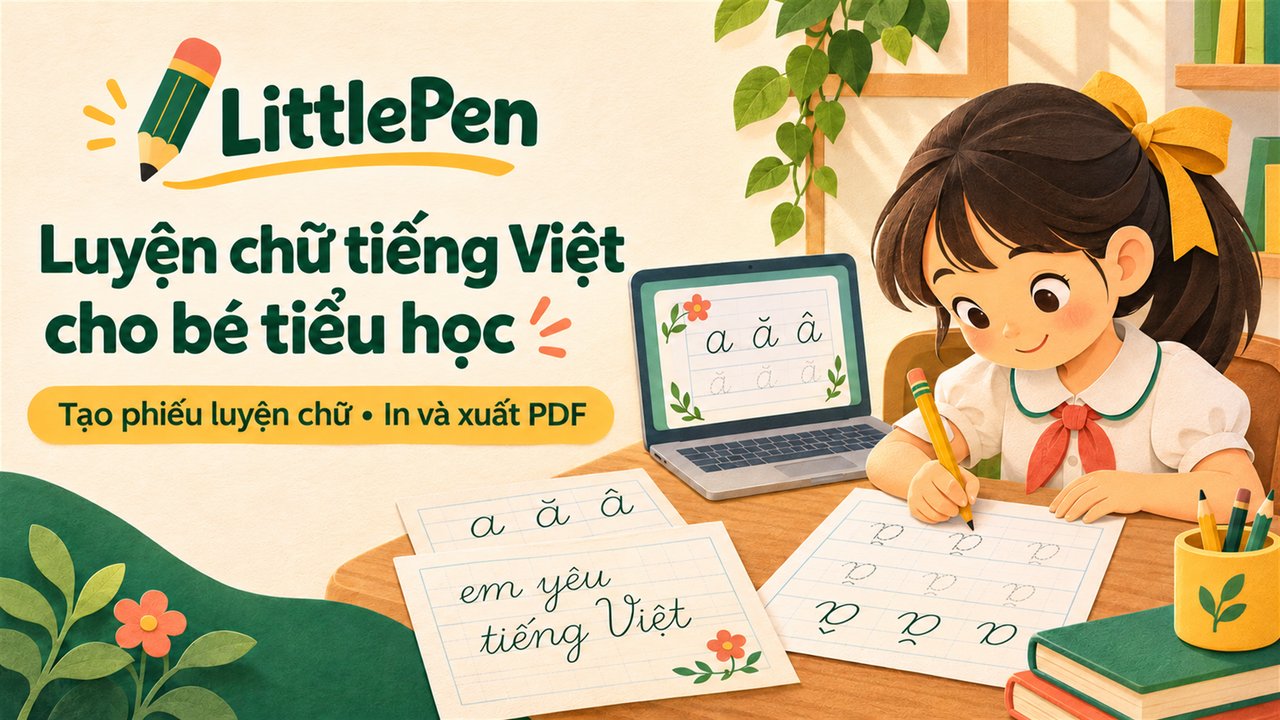 LittlePen
Luyện chữ tiếng Việt
cho bé tiểu học
Tạo phiếu luyện chữ • In và xuất PDF
a ă â
ă ă ă
a ă â
em yêu
tiếng Việt